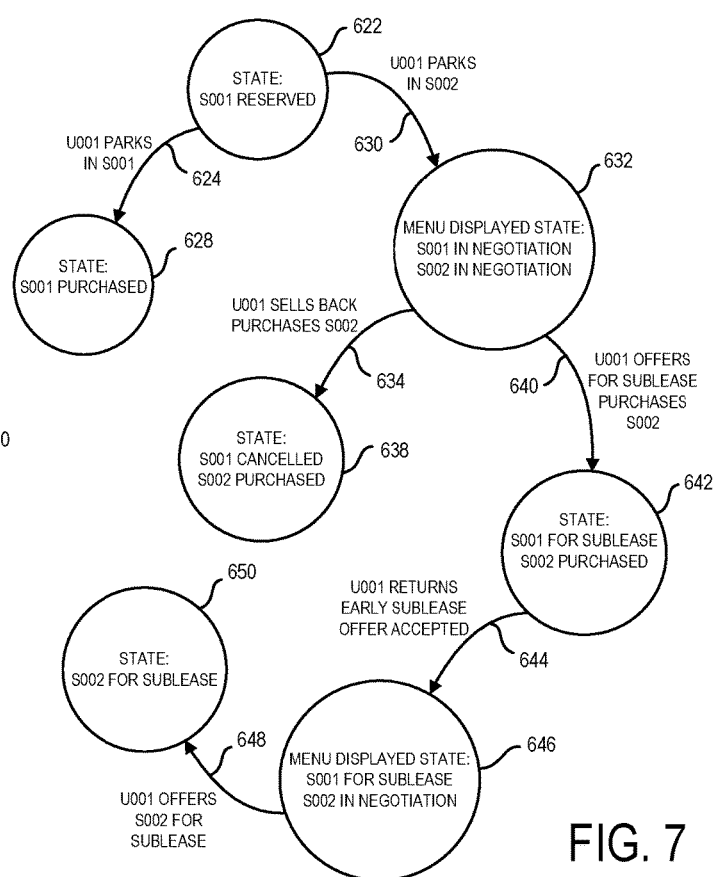 622
STATE:
S001 RESERVED
U001 PARKS
IN S002
630
U001 PARKS
IN S001
624
632
MENU DISPLAYED STATE:
S001 IN NEGOTIATION
S002 IN NEGOTIATION
628
STATE:
S001 PURCHASED
U001 SELLS BACK
PURCHASES S002
634
640
U001 OFFERS
FOR SUBLEASE
PURCHASES
S002
0
STATE:
S001 CANCELLED
S002 PURCHASED
638
642
STATE:
S001 FOR SUBLEASE
S002 PURCHASED
650
U001 RETURNS
EARLY SUBLEASE
OFFER ACCEPTED
644
STATE:
S002 FOR SUBLEASE
648
646
MENU DISPLAYED STATE:
S001 FOR SUBLEASE
S002 IN NEGOTIATION
U001 OFFERS
S002 FOR
SUBLEASE
FIG. 7